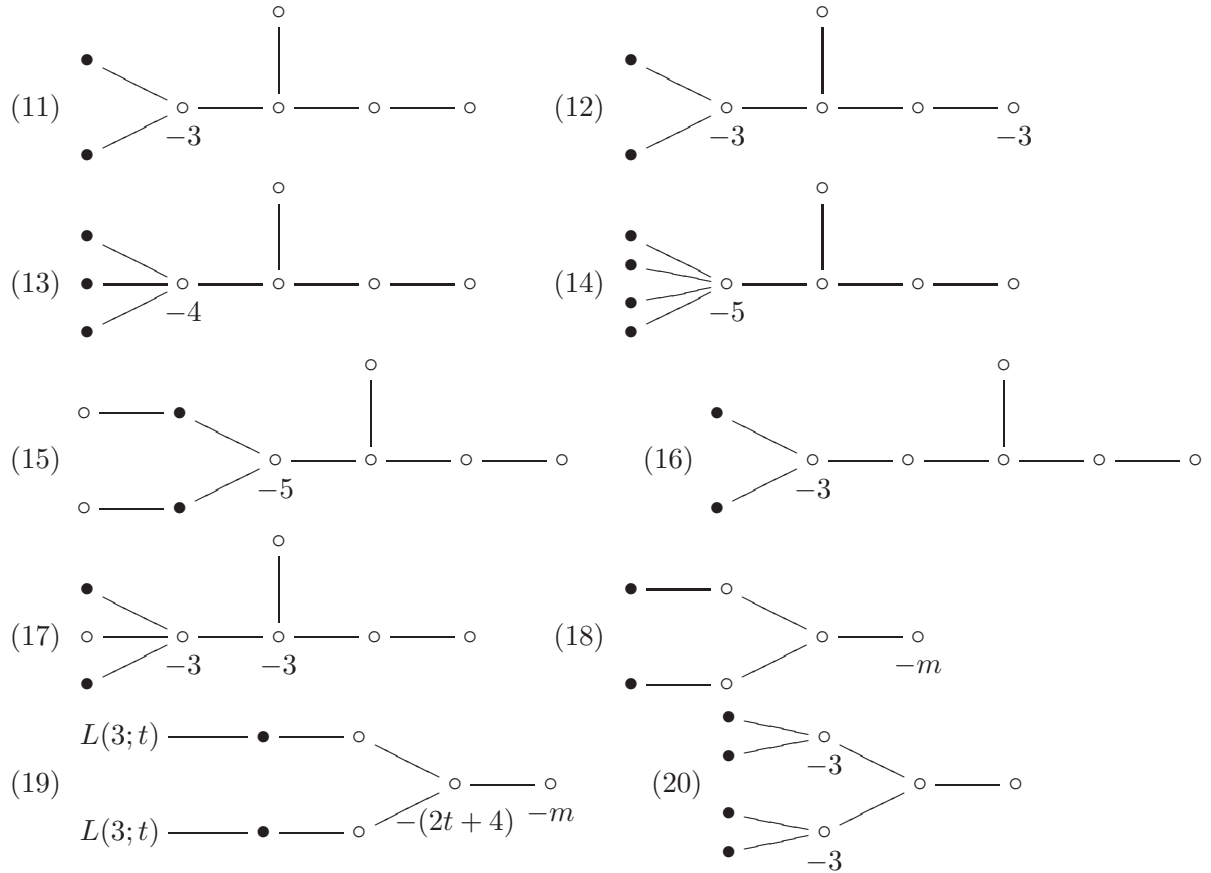 (11) −3
(12) −3 −3
(13) −4
(14) −5
(15) −5
(16) −3
(17) −3 −3
(18) −m
L(3; t)
(19) −(2t + 4) −m
L(3; t)
(20) −3
−3